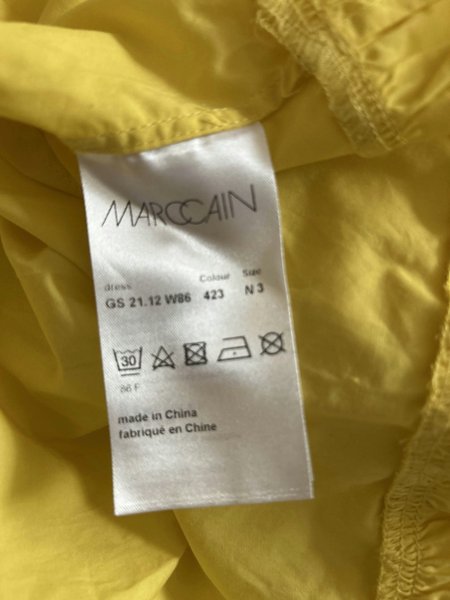 MARCCAIN
dress Colour Size
GS 21.12 W86 423 N 3
30
86 F
made in China
fabriqué en Chine